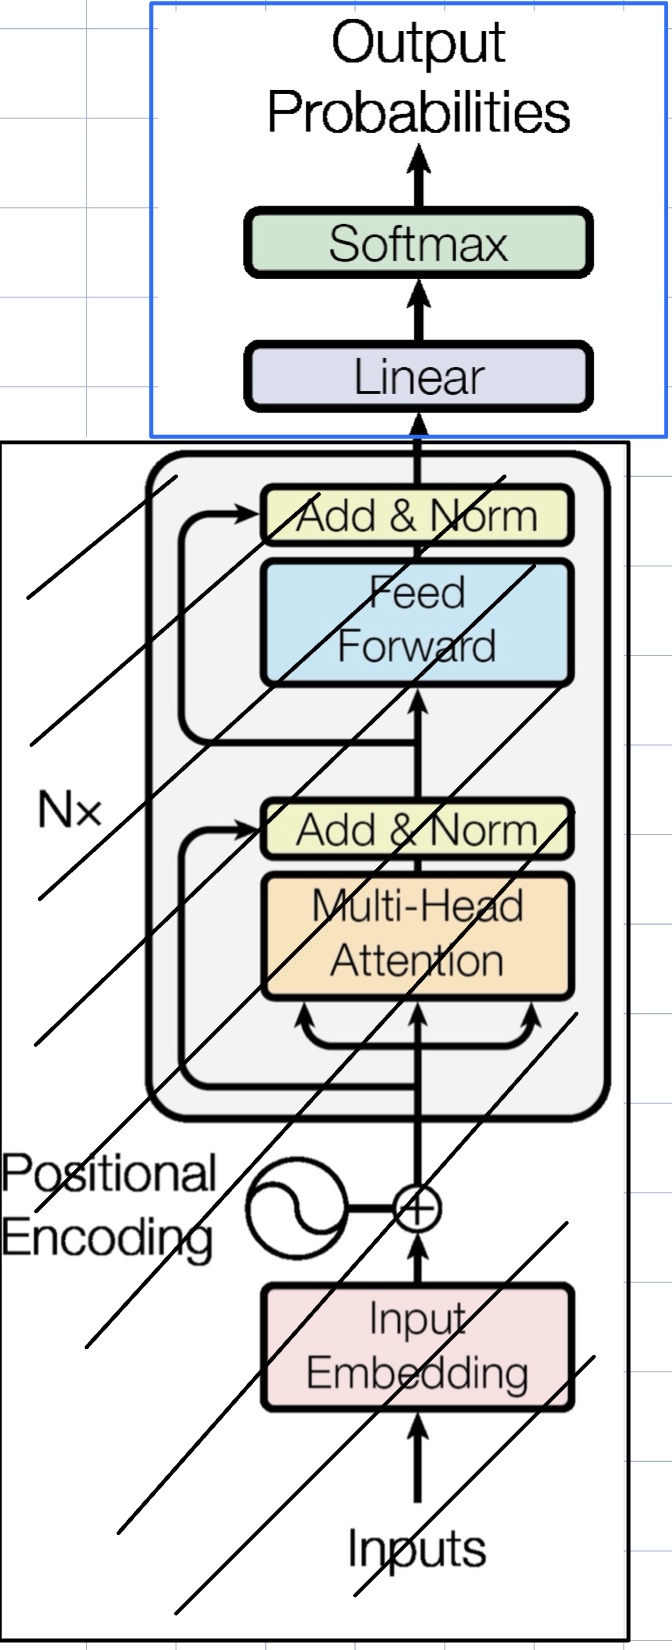 Output
Probabilities
Softmax
Linear
Add & Norm
Feed
Forward
Nx
Add & Norm
Multi-Head
Attention
Positional
Encoding
Input
Embedding
Inputs